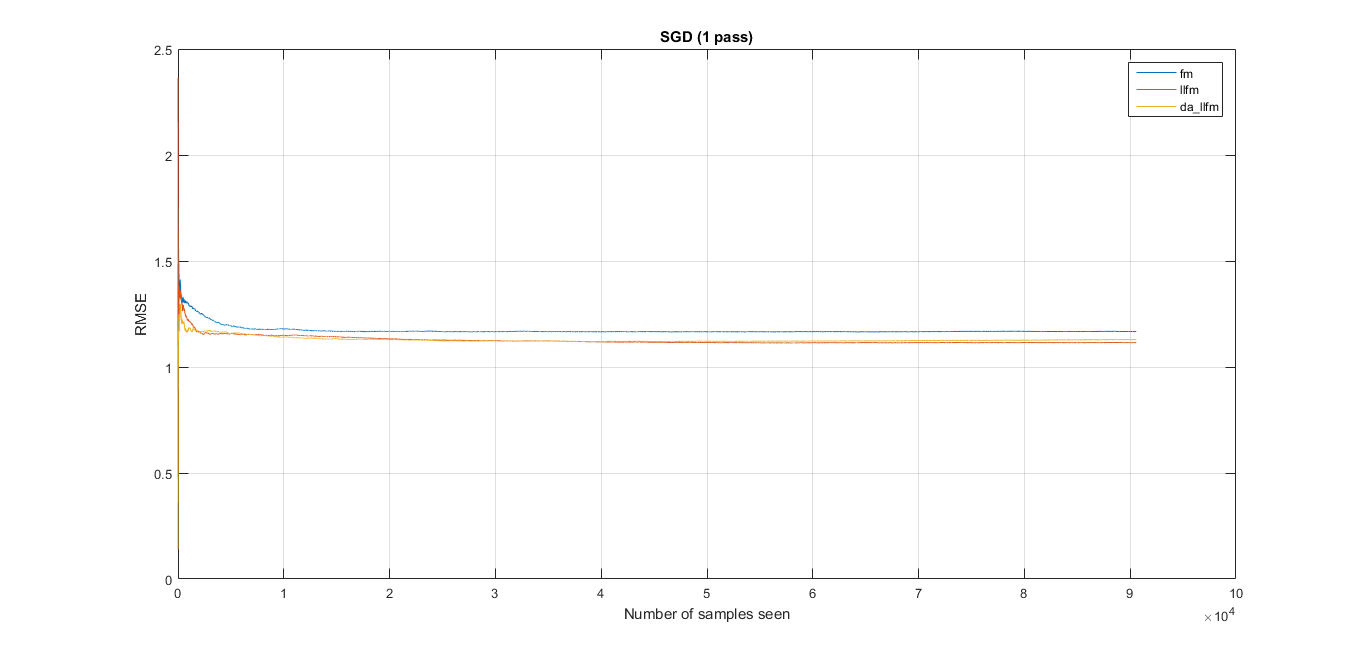 SGD (1 pass)
2.5
2
1.5
1
0.5
0
RMSE
fm
llfm
da_llfm
0 1 2 3 4 5 6 7 8 9 10
Number of samples seen
×10^4